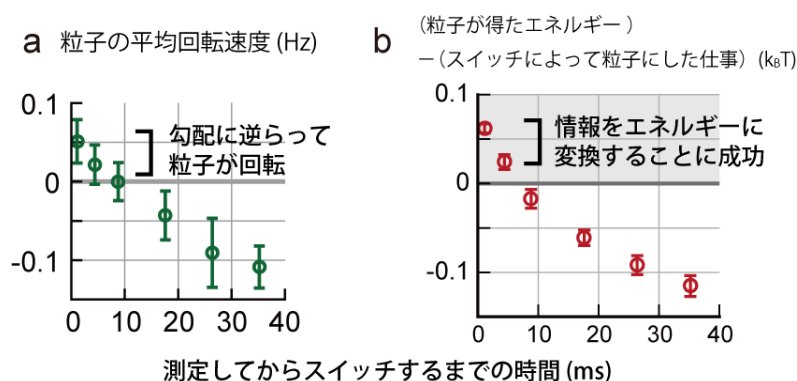 a 粒子の平均回転速度 (Hz)
0.1
0
-0.1
勾配に逆らって
粒子が回転
0 10 20 30 40
b (粒子が得たエネルギー )
－(スイッチによって粒子にした仕事) (kBT)
0.1
0
-0.1
情報をエネルギーに
変換することに成功
0 10 20 30 40
測定してからスイッチするまでの時間 (ms)